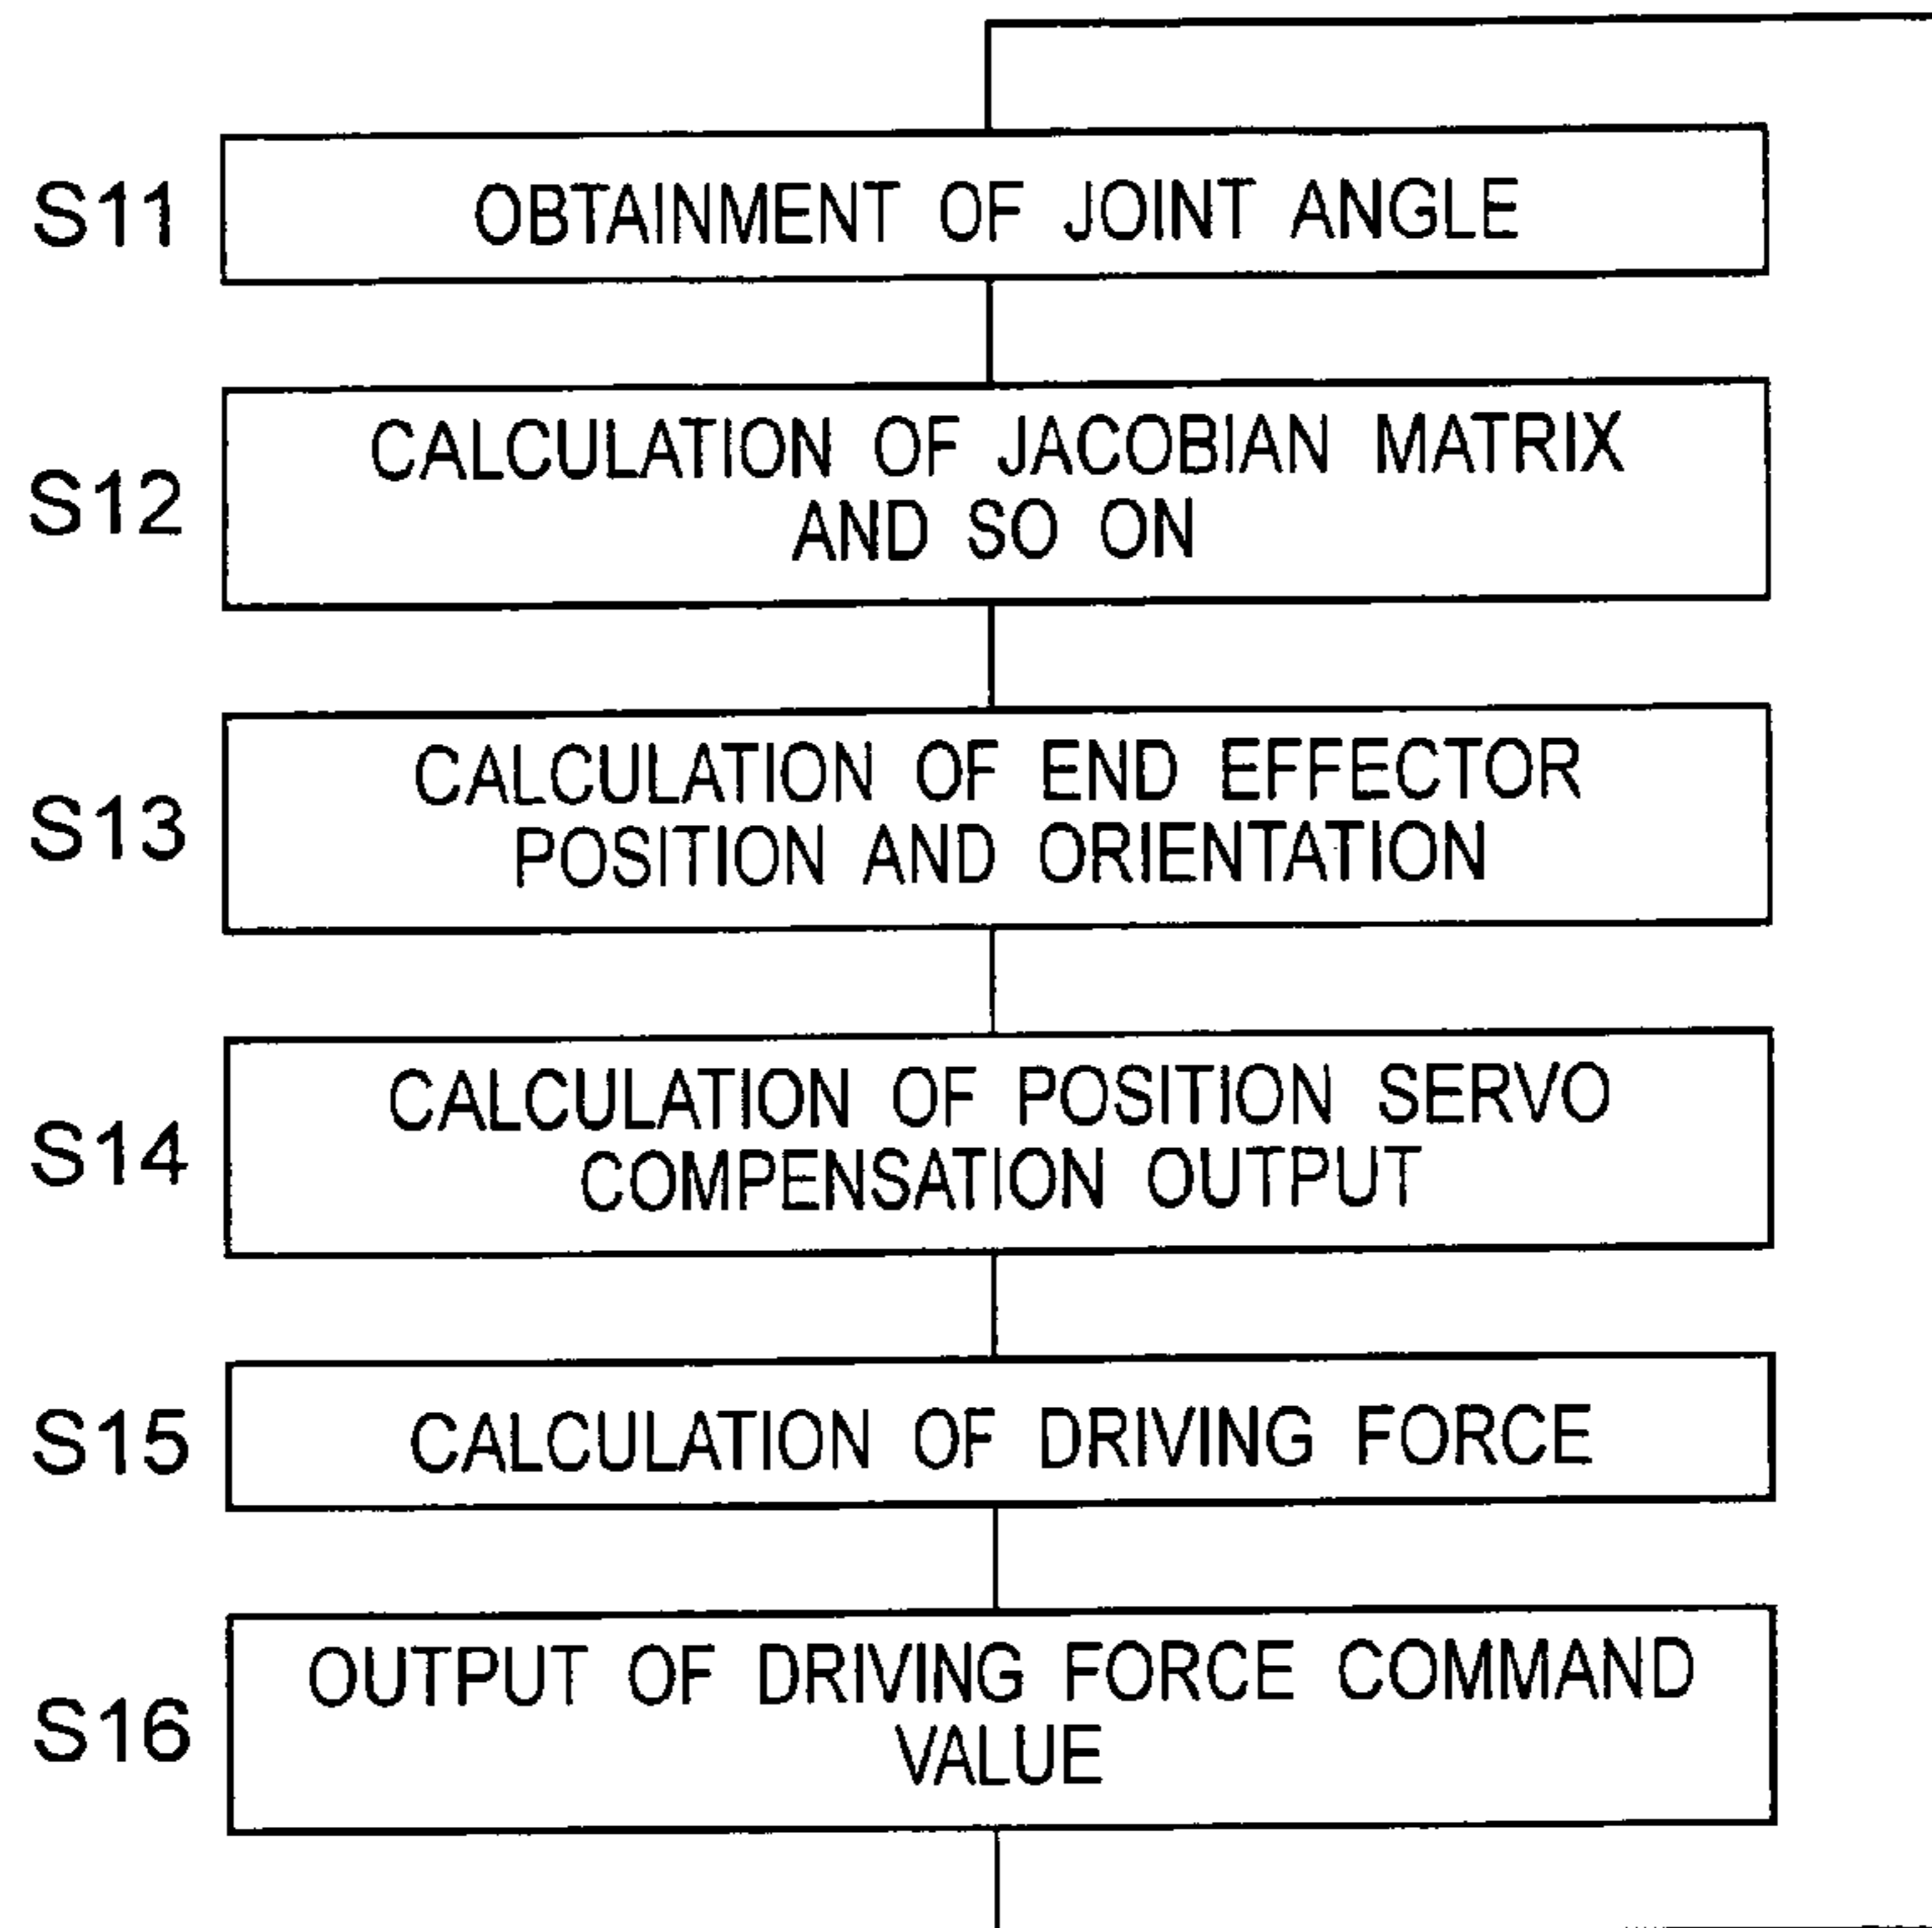 S11
OBTAINMENT OF JOINT ANGLE
S12
CALCULATION OF JACOBIAN MATRIX
AND SO ON
S13
CALCULATION OF END EFFECTOR
POSITION AND ORIENTATION
S14
CALCULATION OF POSITION SERVO
COMPENSATION OUTPUT
S15
CALCULATION OF DRIVING FORCE
S16
OUTPUT OF DRIVING FORCE COMMAND
VALUE